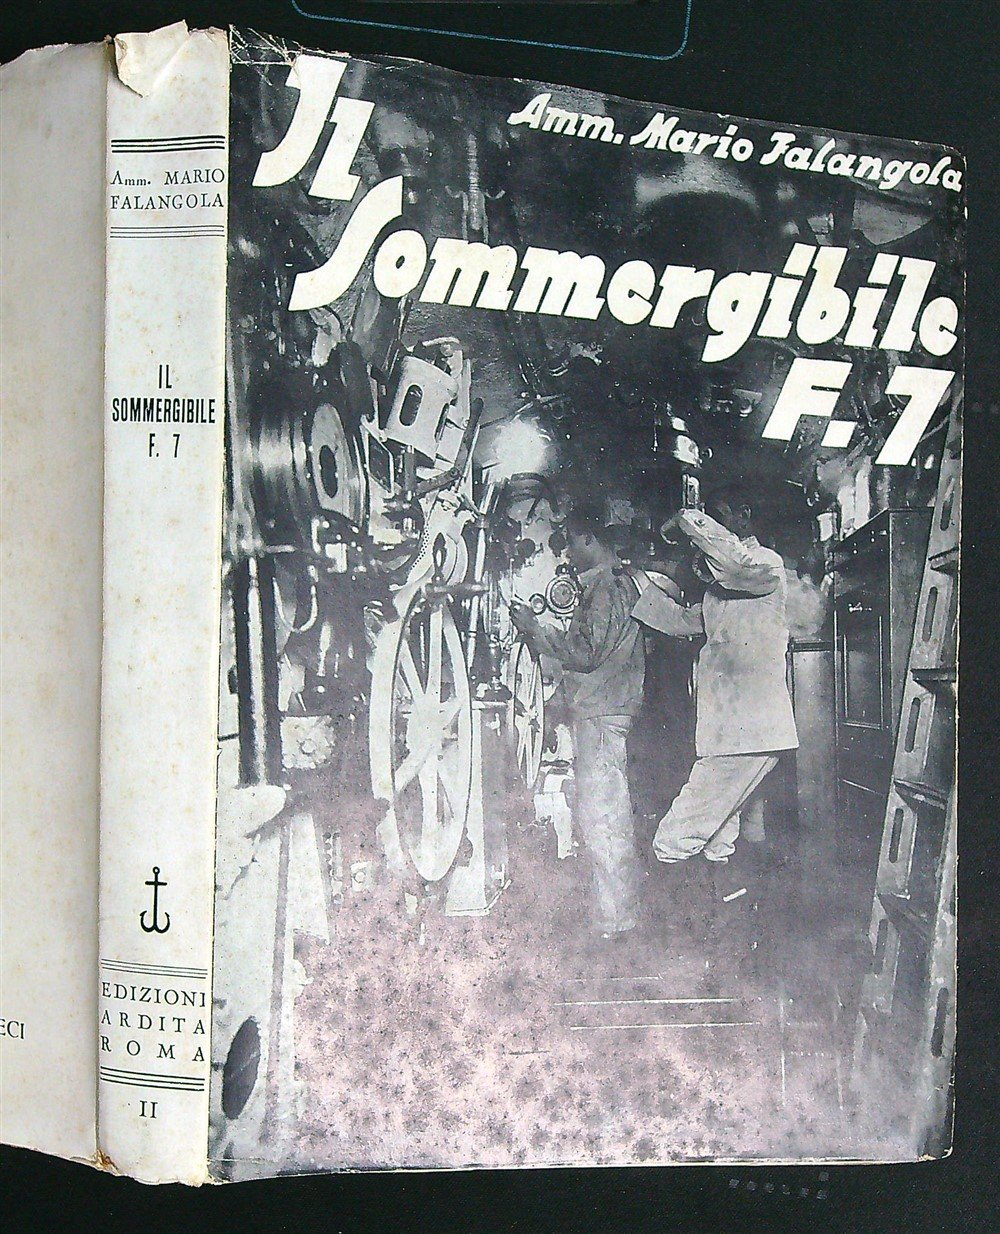 Amm. MARIO
FALANGOLA
IL
SOMMERGIBILE
F. 7
EDIZIONI
ARDITA
ROMA
II
Il
Amm. Mario Falangola
Sommergibile
F. 7
ECI